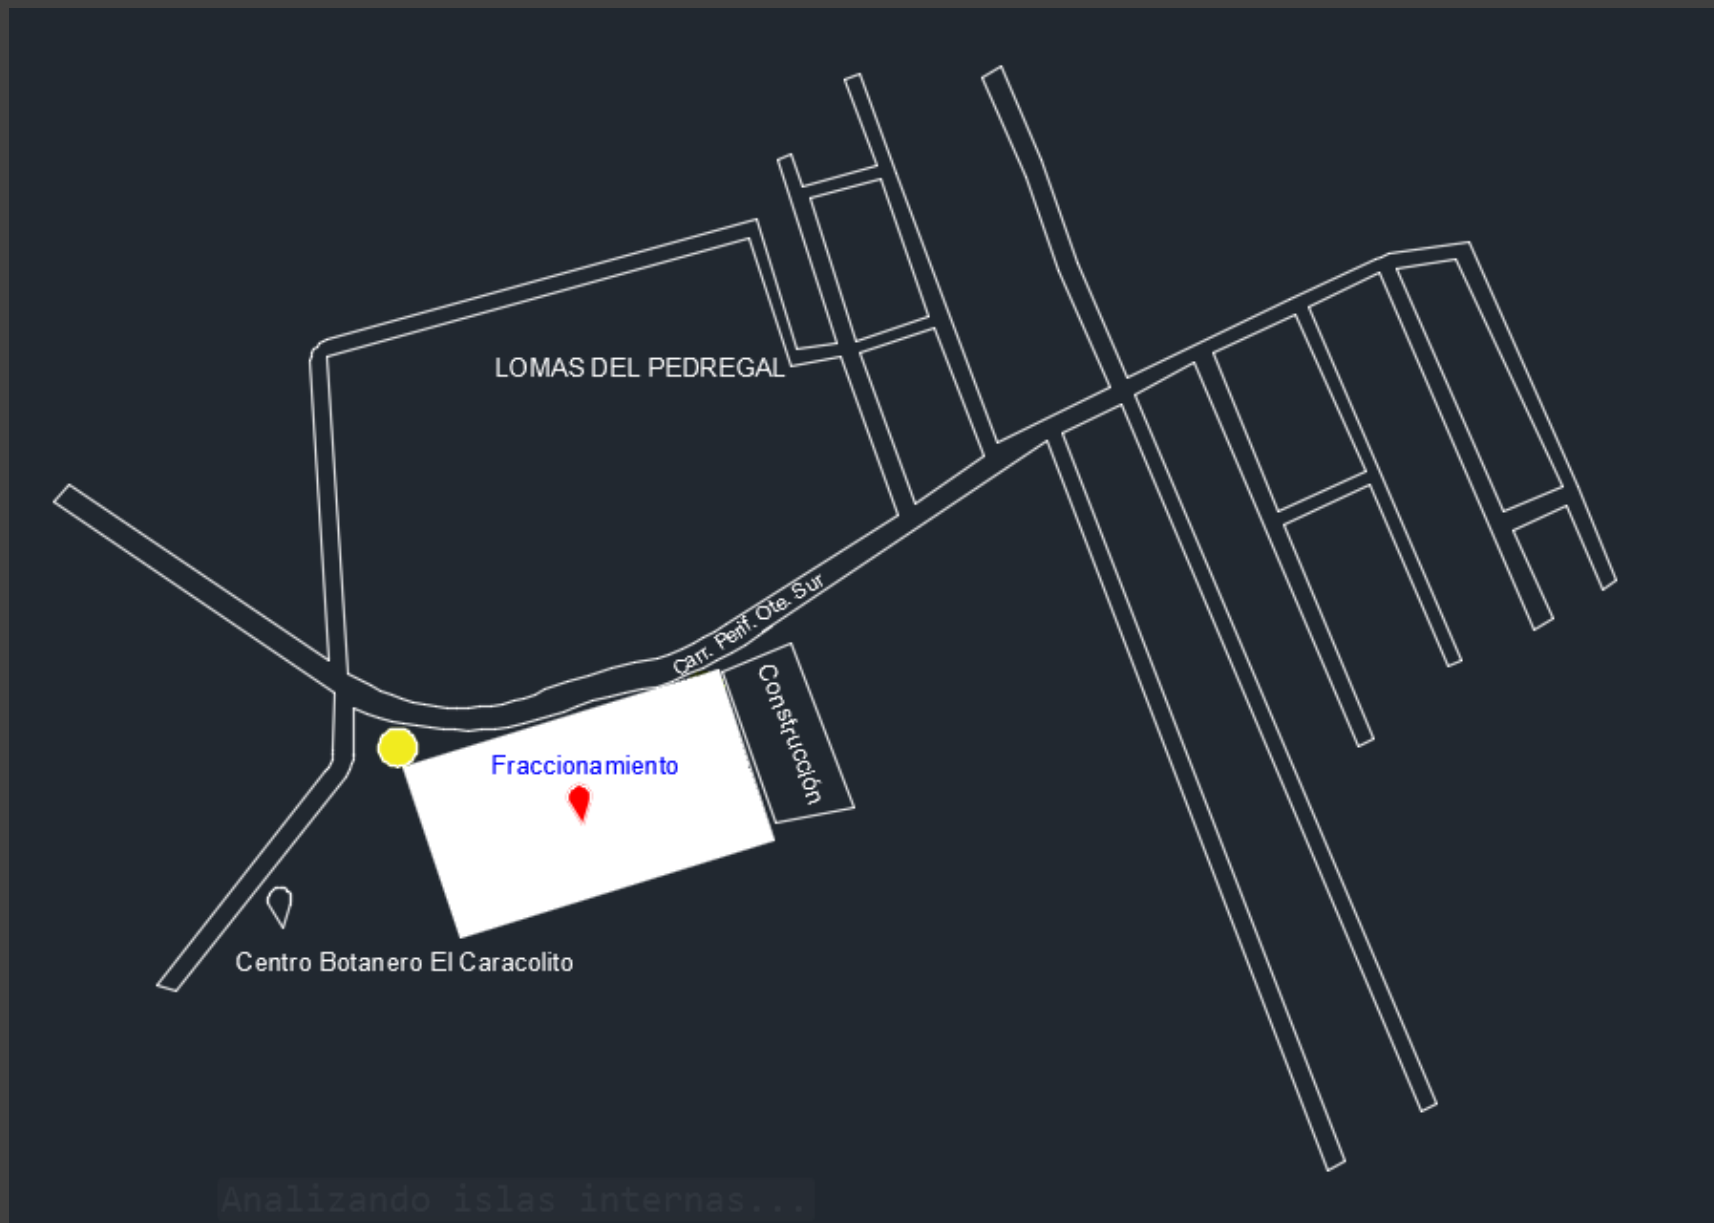 LOMAS DEL PEDREGAL
Carr. Perif. Ote. Sur
Construcción
Fraccionamiento
Centro Botanero El Caracolito
Analizando islas internas...